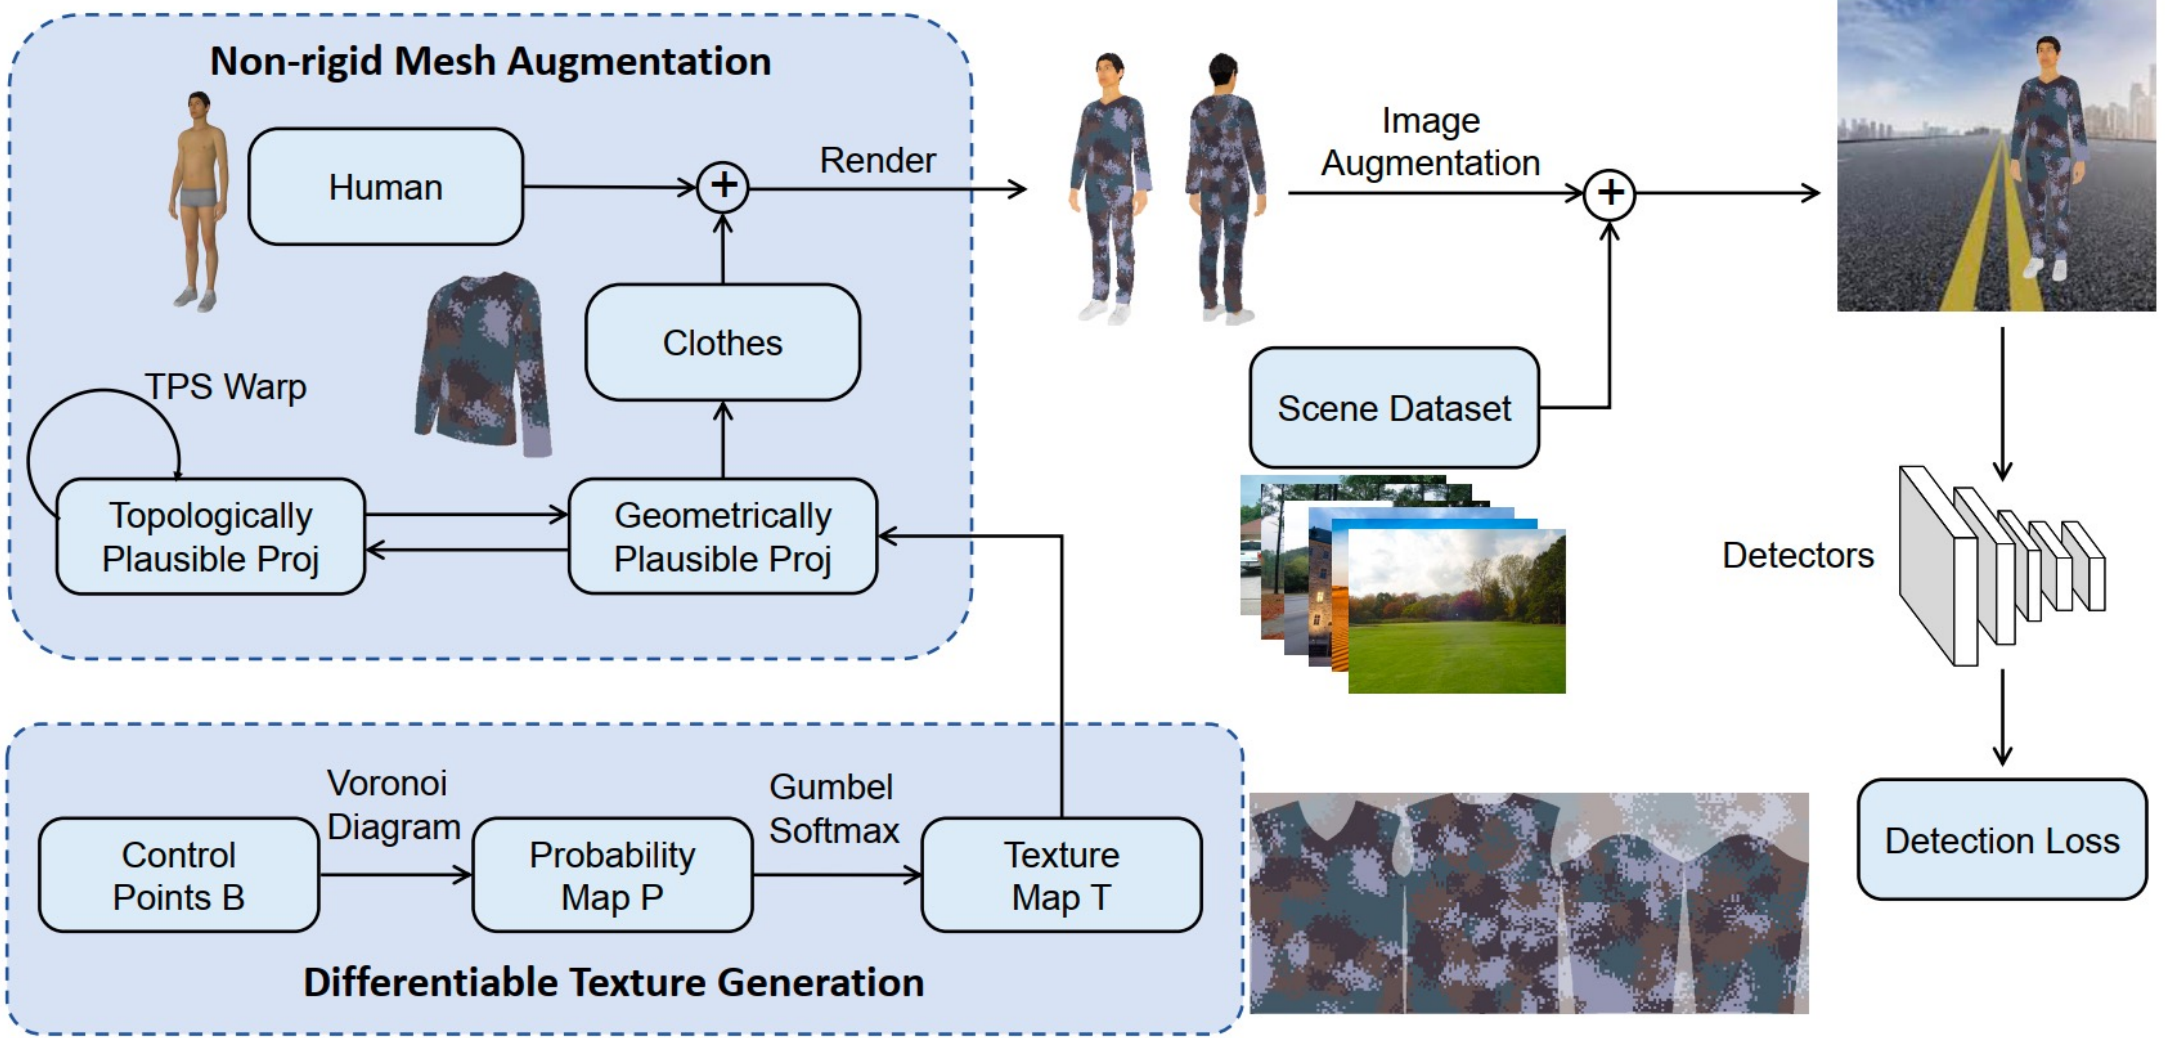 Non-rigid Mesh Augmentation
Human
+
Render
Image
Augmentation
+
Clothes
TPS Warp
Scene Dataset
Topologically
Plausible Proj
Geometrically
Plausible Proj
Detectors
Voronoi
Diagram
Gumbel
Softmax
Control
Points B
Probability
Map P
Texture
Map T
Detection Loss
Differentiable Texture Generation